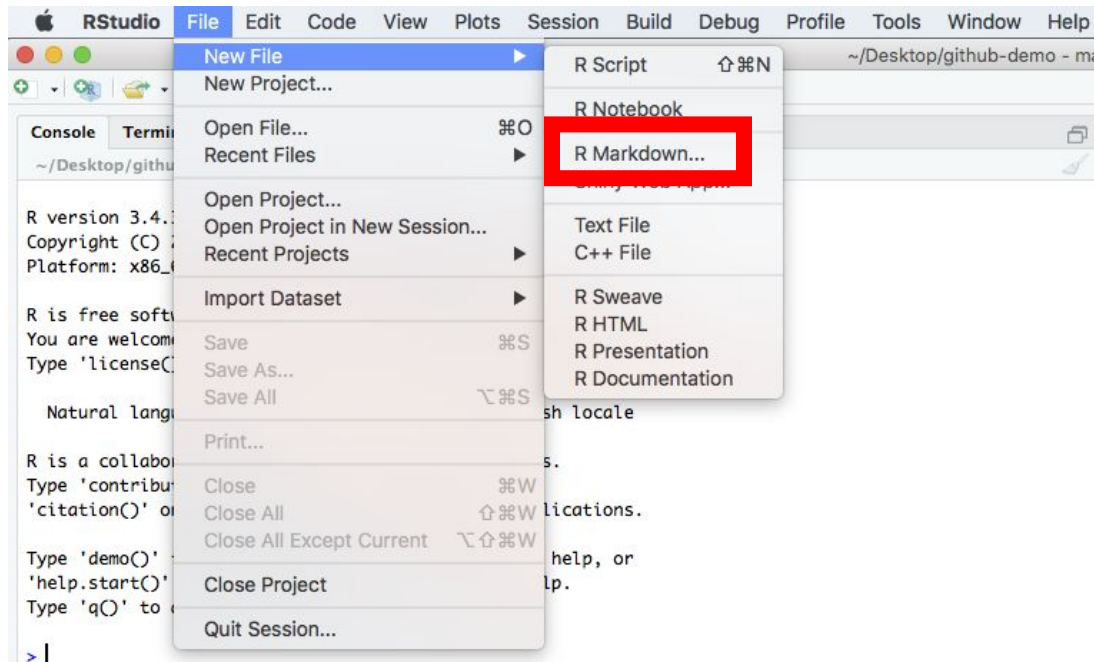 RStudio File Edit Code View Plots Session Build Debug Profile Tools Window Help
~/Desktop/github-demo - ma
Console Termi
~/Desktop/githu
R version 3.4.
Copyright (C)
Platform: x86_
R is free softw
You are welcom
Type 'license()
Natural langu
sh locale
R is a collabo
s.
Type 'contribu
'citation()' o
lications.
Type 'demo()'
help, or
'help.start()'
lp.
Type 'q()' to
>
New File
New Project...
Open File... ⌘O
Recent Files
Open Project...
Open Project in New Session...
Recent Projects
Import Dataset
Save ⌘S
Save As...
Save All ⌥⌘S
Print...
Close ⌘W
Close All ⇧⌘W
Close All Except Current ⌥⇧⌘W
Close Project
Quit Session...
R Script ⇧⌘N
R Notebook
R Markdown...
Shiny Web App...
Text File
C++ File
R Sweave
R HTML
R Presentation
R Documentation